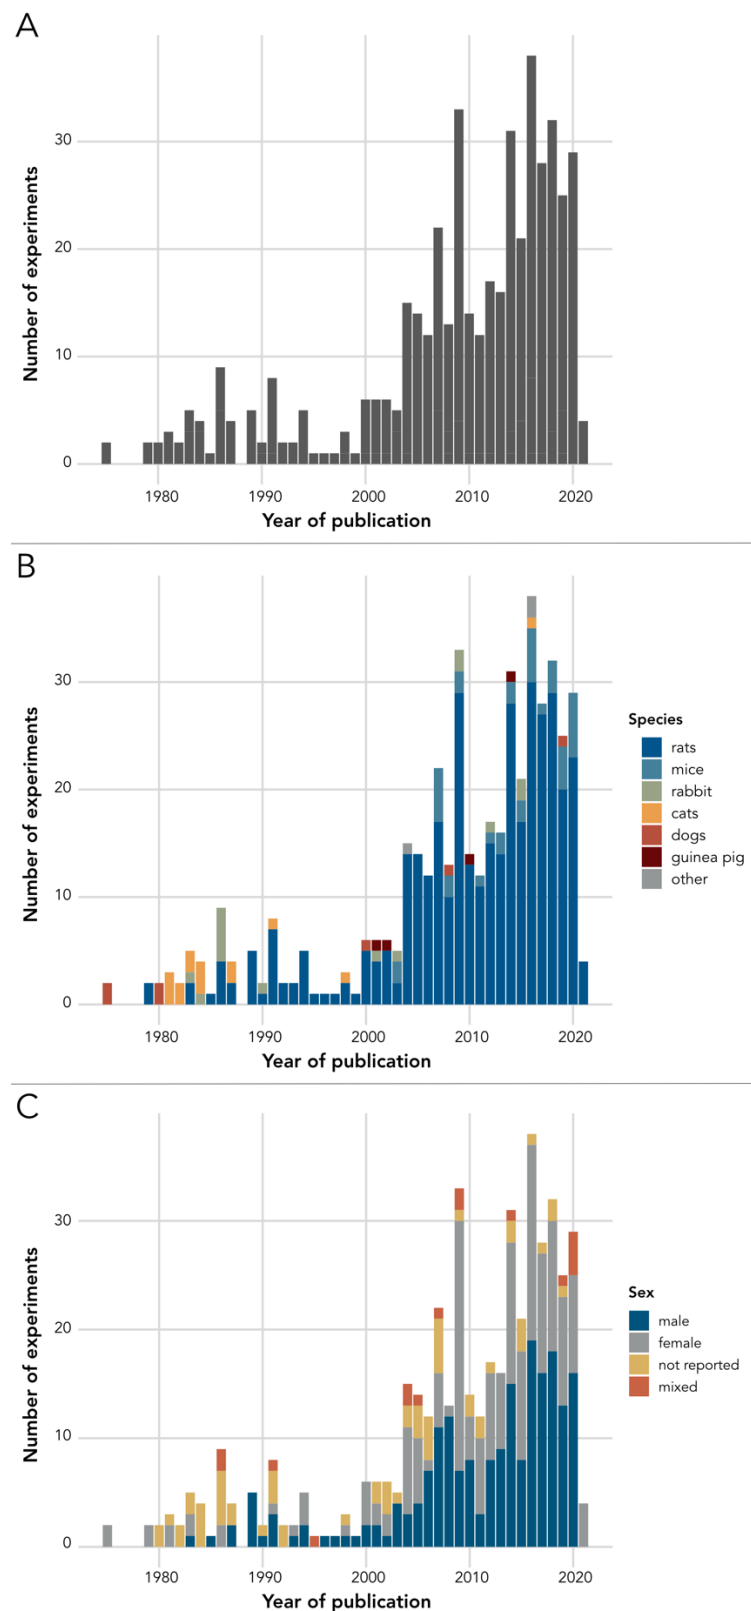 A
30
20
10
0
Number of experiments
1980 1990 2000 2010 2020
Year of publication
B
30
20
10
0
Number of experiments
1980 1990 2000 2010 2020
Year of publication
Species
rats
mice
rabbit
cats
dogs
guinea pig
other
C
30
20
10
0
Number of experiments
1980 1990 2000 2010 2020
Year of publication
Sex
male
female
not reported
mixed